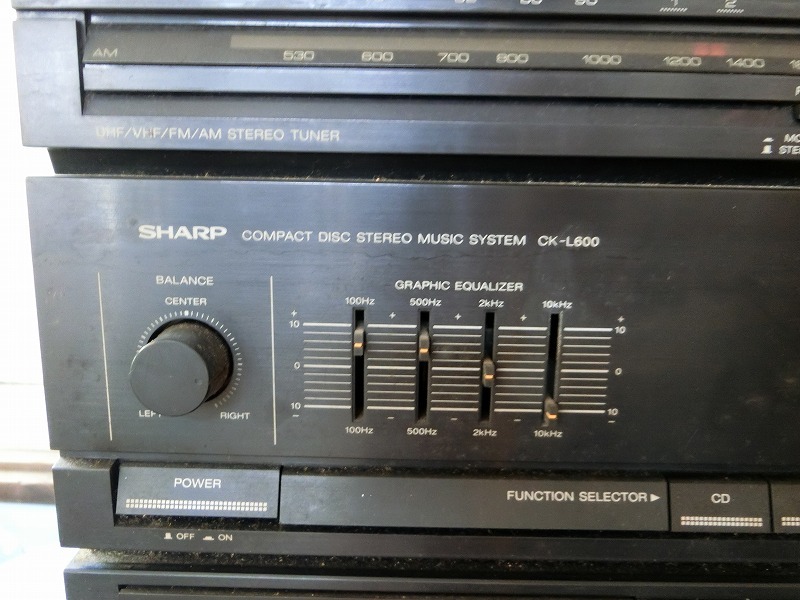 AM 530 600 700 800 1000 1200 1400
UHF/VHF/FM/AM STEREO TUNER
SHARP COMPACT DISC STEREO MUSIC SYSTEM CK-L600
BALANCE
CENTER
LEFT
RIGHT
GRAPHIC EQUALIZER
100Hz 500Hz 2kHz 10kHz
+ + + + +
10 10
0 0
10 10
− − − − −
100Hz 500Hz 2kHz 10kHz
POWER
OFF ON
FUNCTION SELECTOR ▶
CD